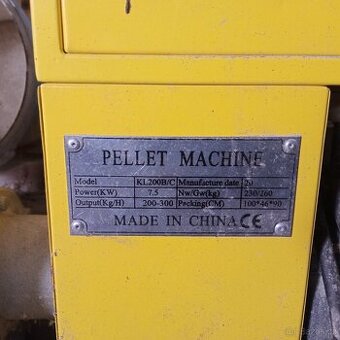 PELLET MACHINE
Model KL200B/C Manufacture date
Power(KW) 7.5 Nw/Gw(kg) 230/260
Output(Kg/H) 200-300 Packing(CM) 100*46*90
MADE IN CHINA CE